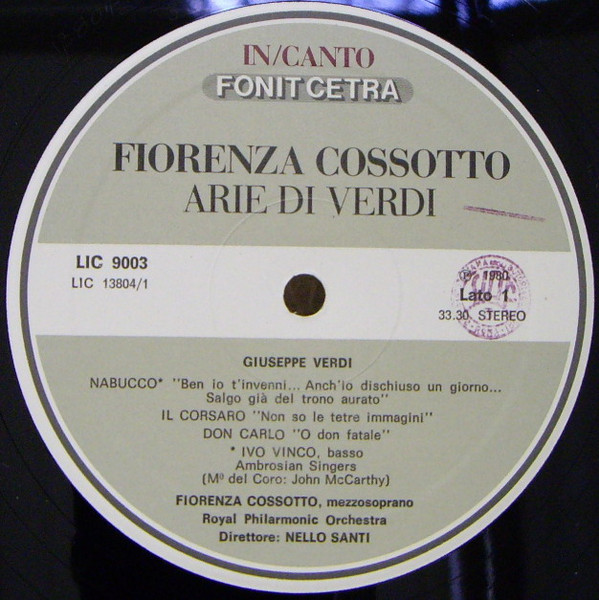 IN/CANTO
FONIT CETRA
FIORENZA COSSOTTO
ARIE DI VERDI
LIC 9003
LIC 13804/1
℗ 1980
Lato 1
33.30 STEREO
GIUSEPPE VERDI
NABUCCO* "Ben io t'invenni... Anch'io dischiuso un giorno...
Salgo già del trono aurato"
IL CORSARO "Non so le tetre immagini"
DON CARLO "O don fatale"
* IVO VINCO, basso
Ambrosian Singers
(Mº del Coro: John McCarthy)
FIORENZA COSSOTTO, mezzosoprano
Royal Philarmonic Orchestra
Direttore: NELLO SANTI